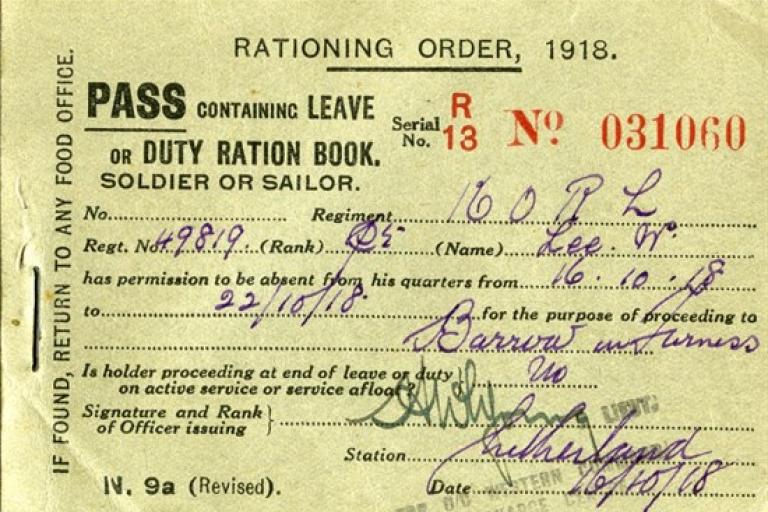 RATIONING ORDER, 1918.
PASS CONTAINING LEAVE
OR DUTY RATION BOOK.
SOLDIER OR SAILOR.
Serial No. R 13 Nº 031060
No. Regiment 16 O R L
Regt. No. 49819 (Rank) (Name) Lee. W.
has permission to be absent from his quarters from 16.10.18
to 22/10/18 for the purpose of proceeding to
Barrow in Furness
Is holder proceeding at end of leave or duty
on active service or service afloat? No
Signature and Rank
of Officer issuing LIEUT.
Station Sutherland
Date 16/10/18
N. 9a (Revised).
IF FOUND, RETURN TO ANY FOOD OFFICE.